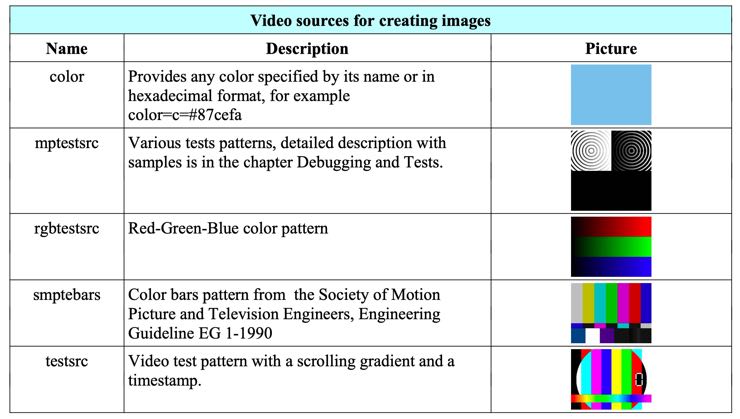 Video sources for creating images
Name Description Picture
color Provides any color specified by its name or in
hexadecimal format, for example
color=c=#87cefa
mptestsrc Various tests patterns, detailed description with
samples is in the chapter Debugging and Tests.
rgbtestsrc Red-Green-Blue color pattern
smptebars Color bars pattern from the Society of Motion
Picture and Television Engineers, Engineering
Guideline EG 1-1990
testsrc Video test pattern with a scrolling gradient and a
timestamp.